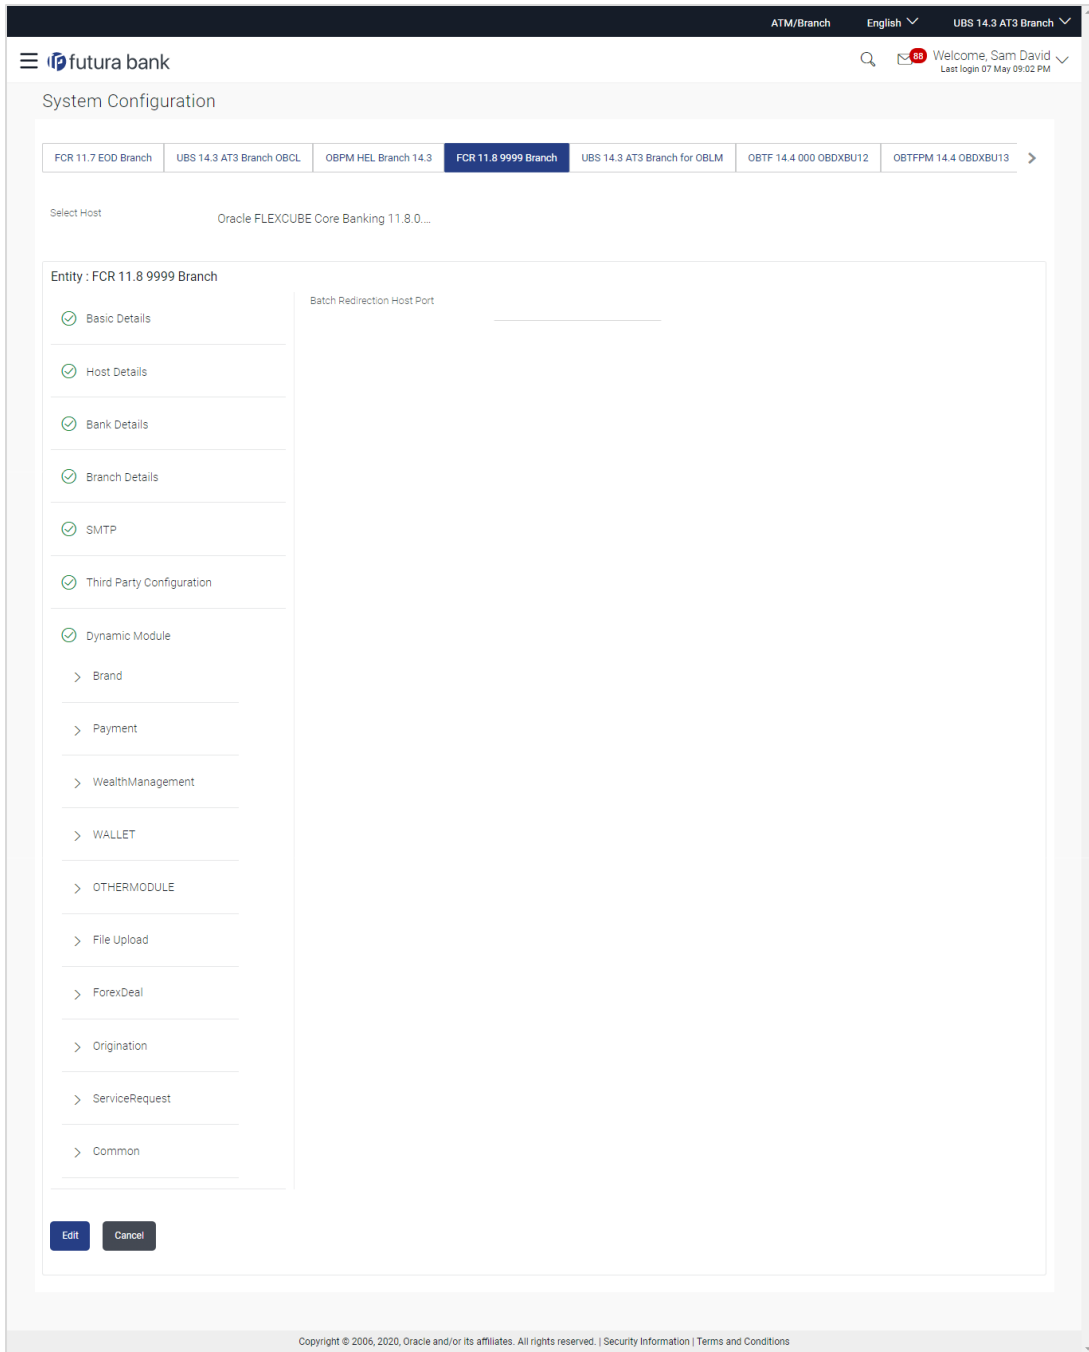 ATM/Branch English UBS 14.3 AT3 Branch
futura bank
88 Welcome, Sam David
Last login 07 May 09:02 PM
System Configuration
FCR 11.7 EOD Branch UBS 14.3 AT3 Branch OBCL OBPM HEL Branch 14.3 FCR 11.8 9999 Branch UBS 14.3 AT3 Branch for OBLM OBTF 14.4 000 OBDXBU12 OBTFPM 14.4 OBDXBU13
Select Host Oracle FLEXCUBE Core Banking 11.8.0....
Entity : FCR 11.8 9999 Branch
Batch Redirection Host Port
Basic Details
Host Details
Bank Details
Branch Details
SMTP
Third Party Configuration
Dynamic Module
Brand
Payment
WealthManagement
WALLET
OTHERMODULE
File Upload
ForexDeal
Origination
ServiceRequest
Common
Edit Cancel
Copyright © 2006, 2020, Oracle and/or its affiliates. All rights reserved. | Security Information | Terms and Conditions